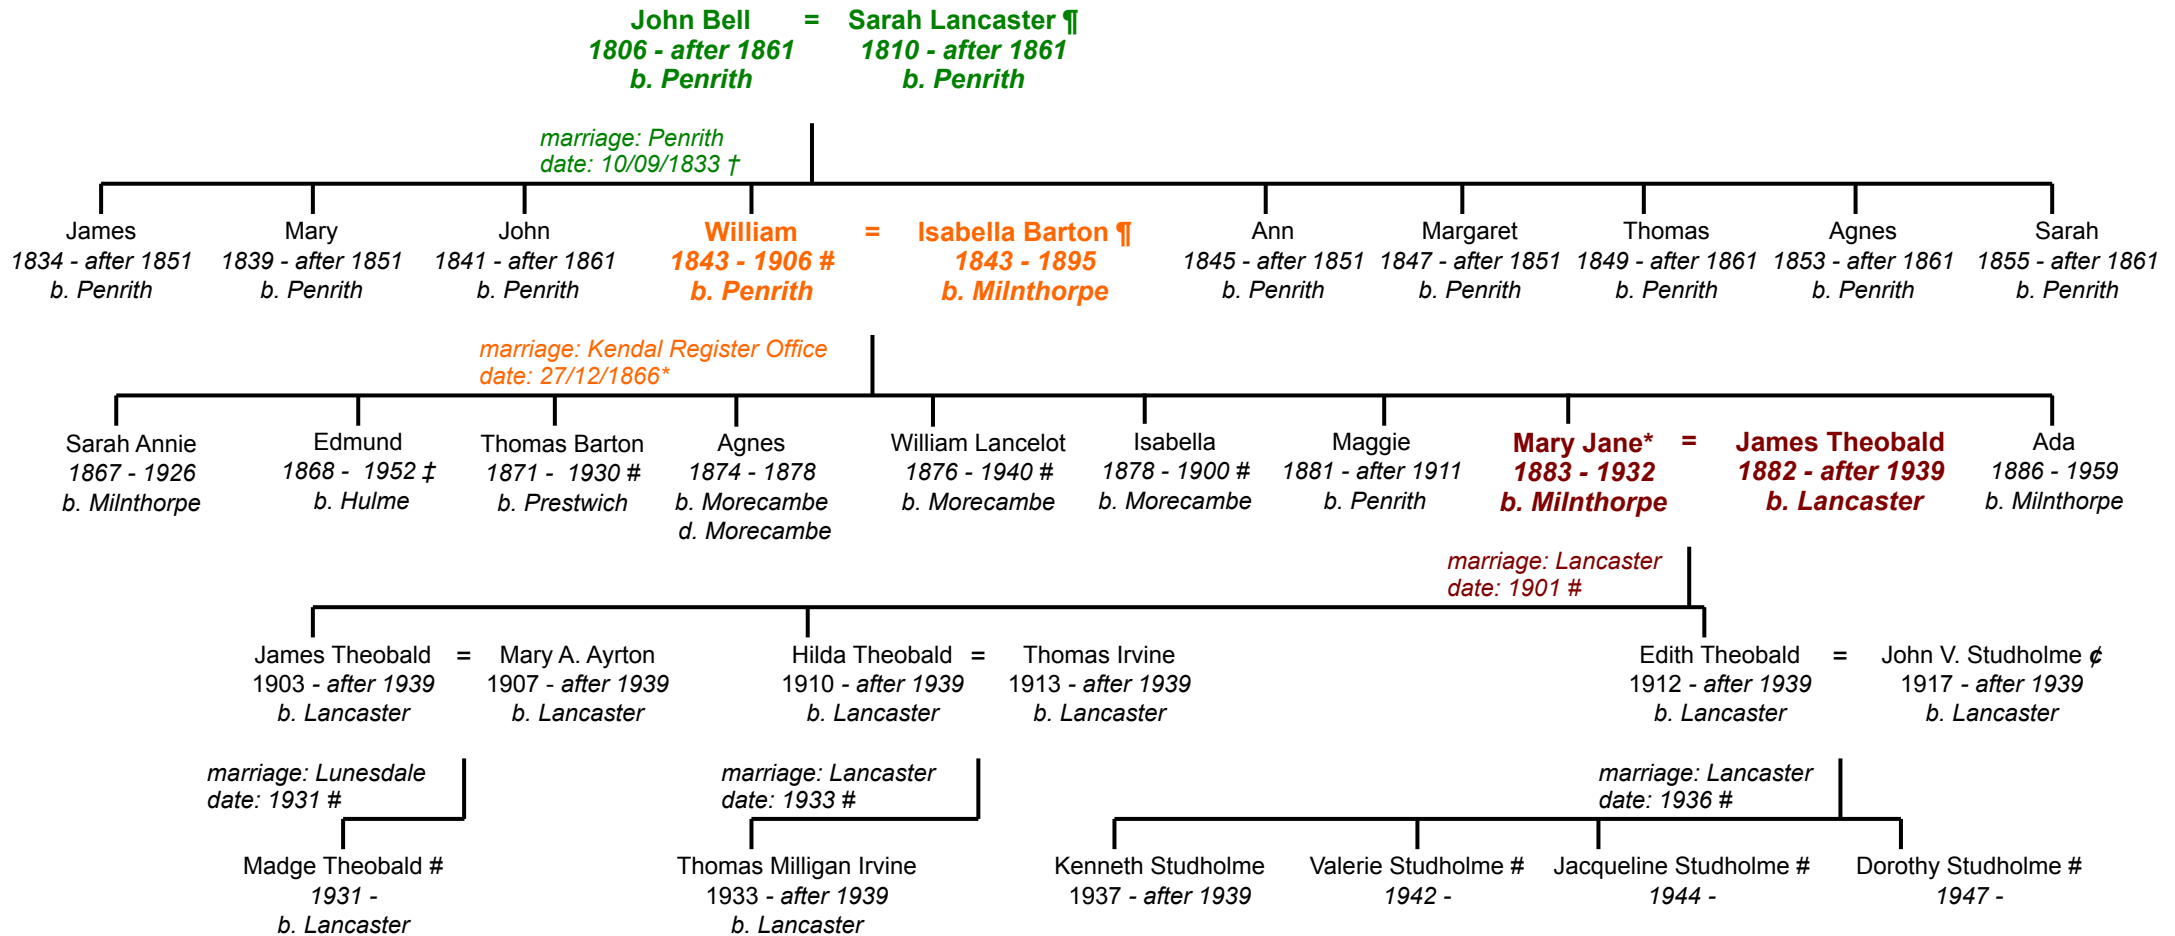 John Bell = Sarah Lancaster ¶
1806 - after 1861 1810 - after 1861
b. Penrith b. Penrith
marriage: Penrith
date: 10/09/1833 †
James Mary John William = Isabella Barton ¶ Ann Margaret Thomas Agnes Sarah
1834 - after 1851 1839 - after 1851 1841 - after 1861 1843 - 1906 # 1843 - 1895 1845 - after 1851 1847 - after 1851 1849 - after 1861 1853 - after 1861 1855 - after 1861
b. Penrith b. Penrith b. Penrith b. Penrith b. Milnthorpe b. Penrith b. Penrith b. Penrith b. Penrith b. Penrith
marriage: Kendal Register Office
date: 27/12/1866*
Sarah Annie Edmund Thomas Barton Agnes William Lancelot Isabella Maggie Mary Jane* = James Theobald Ada
1867 - 1926 1868 - 1952 ‡ 1871 - 1930 # 1874 - 1878 1876 - 1940 # 1878 - 1900 # 1881 - after 1911 1883 - 1932 1882 - after 1939 1886 - 1959
b. Milnthorpe b. Hulme b. Prestwich b. Morecambe b. Morecambe b. Morecambe b. Penrith b. Milnthorpe b. Lancaster b. Milnthorpe
d. Morecambe
marriage: Lancaster
date: 1901 #
James Theobald = Mary A. Ayrton Hilda Theobald = Thomas Irvine Edith Theobald = John V. Studholme ¢
1903 - after 1939 1907 - after 1939 1910 - after 1939 1913 - after 1939 1912 - after 1939 1917 - after 1939
b. Lancaster b. Lancaster b. Lancaster b. Lancaster b. Lancaster b. Lancaster
marriage: Lunesdale marriage: Lancaster marriage: Lancaster
date: 1931 # date: 1933 # date: 1936 #
Madge Theobald # Thomas Milligan Irvine Kenneth Studholme Valerie Studholme # Jacqueline Studholme # Dorothy Studholme #
1931 - 1933 - after 1939 1937 - after 1939 1942 - 1944 - 1947 -
b. Lancaster b. Lancaster